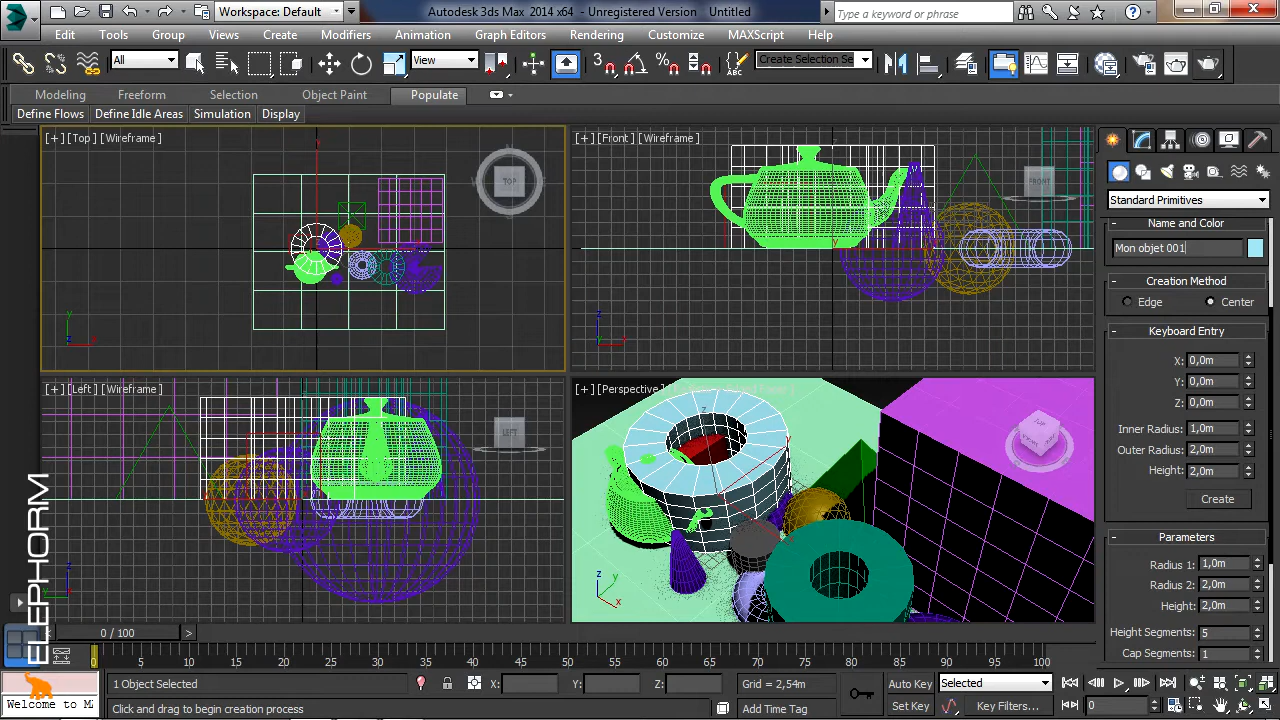 Workspace: Default
Autodesk 3ds Max 2014 x64 - Unregistered Version Untitled
Type a keyword or phrase
Edit Tools Group Views Create Modifiers Animation Graph Editors Rendering Customize MAXScript Help
All
View
Create Selection Se
Modeling Freeform Selection Object Paint Populate
Define Flows Define Idle Areas Simulation Display
[+] [Top] [Wireframe]
TOP
[+] [Front] [Wireframe]
FRONT
[+] [Left] [Wireframe]
LEFT
[+] [Perspective]
Standard Primitives
Name and Color
Mon objet 001
Creation Method
Edge Center
Keyboard Entry
X: 0,0m
Y: 0,0m
Z: 0,0m
Inner Radius: 1,0m
Outer Radius: 2,0m
Height: 2,0m
Create
Parameters
Radius 1: 1,0m
Radius 2: 2,0m
Height: 2,0m
Height Segments: 5
Cap Segments: 1
ELEPHORM
< 0 / 100 >
0 5 10 15 20 25 30 35 40 45 50 55 60 65 70 75 80 85 90 95 100
1 Object Selected
X: Y: Z:
Grid = 2,54m
Auto Key
Selected
Welcome to M
Click and drag to begin creation process
Add Time Tag
Set Key
Key Filters...
0